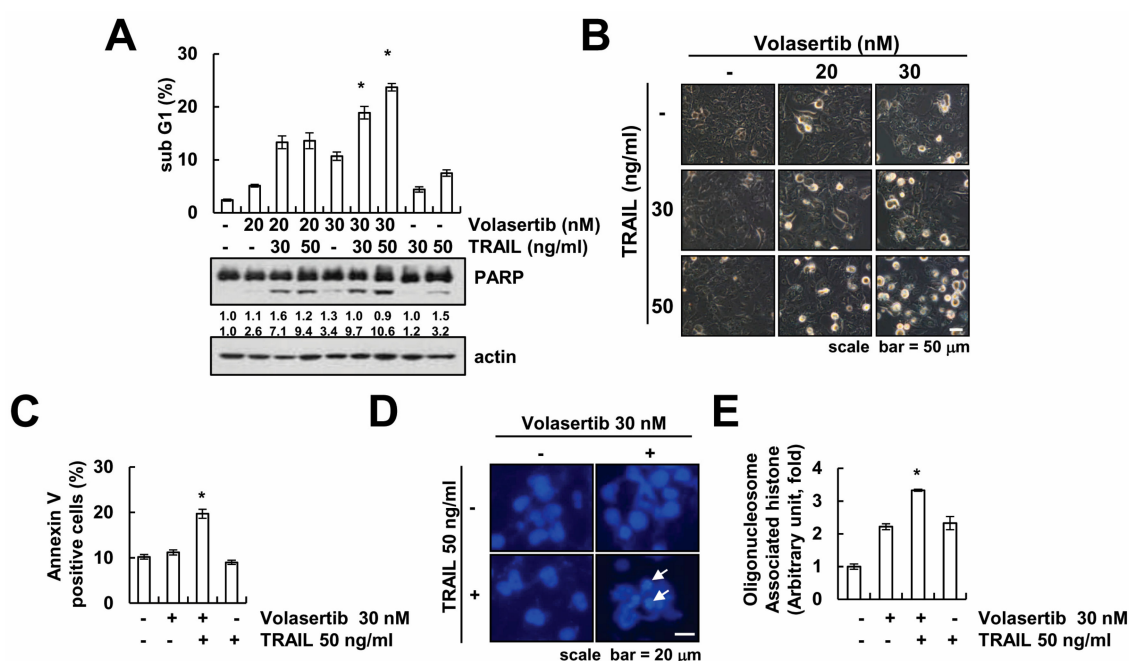 A
sub G1 (%)
30
20
10
0
- 20 20 20 30 30 30 - - Volasertib (nM)
- - 30 50 - 30 50 30 50 TRAIL (ng/ml)
PARP
1.0 1.1 1.6 1.2 1.3 1.0 0.9 1.0 1.5
1.0 2.6 7.1 9.4 3.4 9.7 10.6 1.2 3.2
actin
* *
B
Volasertib (nM)
- 20 30
TRAIL (ng/ml)
-
30
50
scale bar = 50 μm
C
Annexin V
positive cells (%)
30
20
10
0
*
- + + - Volasertib 30 nM
- - + + TRAIL 50 ng/ml
D
Volasertib 30 nM
- +
TRAIL 50 ng/ml
-
+
scale bar = 20 μm
E
Oligonucleosome
Associated histone
(Arbitrary unit, fold)
4
3
2
1
0
*
- + + - Volasertib 30 nM
- - + + TRAIL 50 ng/ml